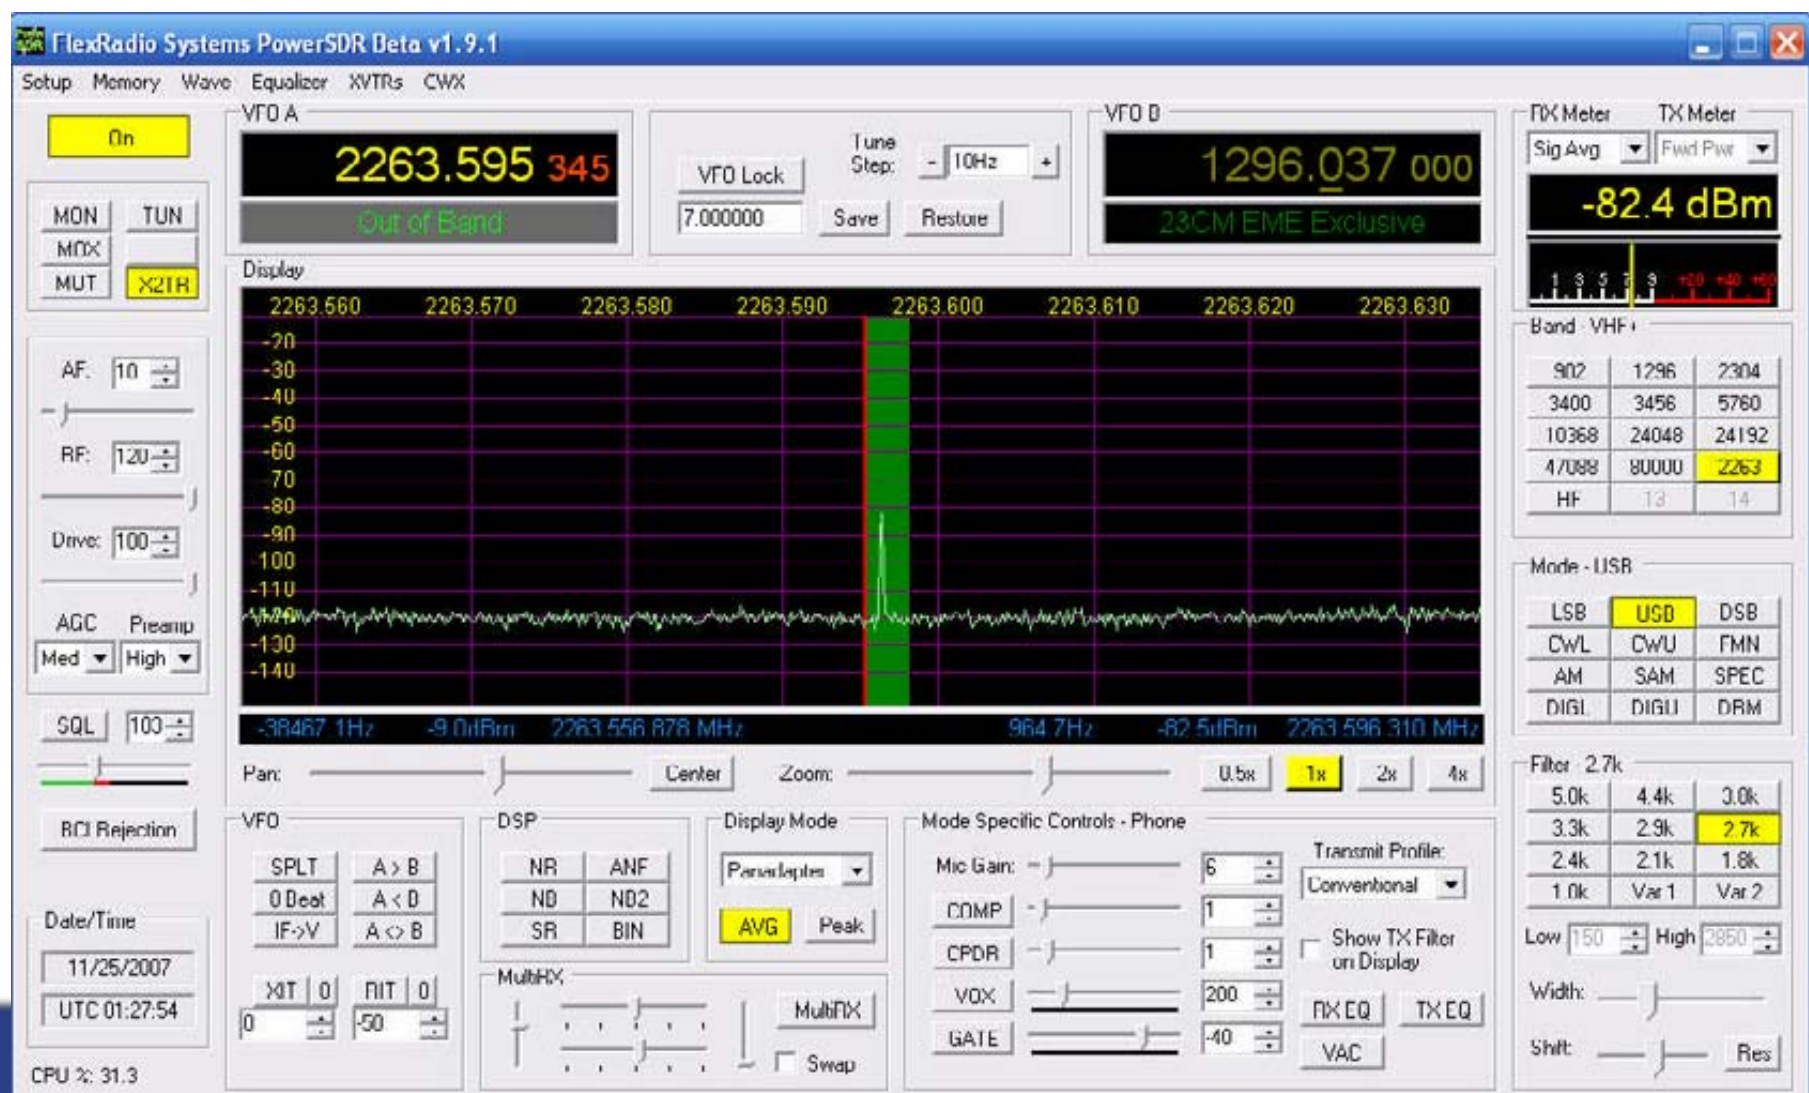 FlexRadio Systems PowerSDR Beta v1.9.1
Setup Memory Wave Equalizer XVTRs CWX
On
MON TUN
MOX
MUT X2TR
AF: 10
RF: 120
Drive: 100
AGC Preamp
Med High
SQL 103
BCI Rejection
Date/Time
11/25/2007
UTC 01:27:54
CPU %: 31.3
VFO A
2263.595 345
Out of Band
VFO Lock
7.000000 Save Restore
Tune
Step: - 10Hz +
VFO B
1296.037 000
23CM EME Exclusive
Display
2263.560 2263.570 2263.580 2263.590 2263.600 2263.610 2263.620 2263.630
-20
-30
-40
-50
-60
-70
-80
-90
-100
-110
-120
-130
-140
-38467.1Hz -9.0dBm 2263.556 878 MHz 964.7Hz -82.5dBm 2263.596 310 MHz
Pan: Center Zoom: 0.5x 1x 2x 4x
VFO
SPLT A > B
0 Beat A < B
IF->V A <> B
XIT 0 RIT 0
0 -50
DSP
NR ANF
NB NB2
SR BIN
Display Mode
Panadapter
AVG Peak
MultiRX
MultiRX
Swap
Mode Specific Controls - Phone
Mic Gain: 6
COMP 1
CPDR 1
VOX 200
GATE -40
Transmit Profile:
Conventional
Show TX Filter
on Display
RX EQ TX EQ
VAC
RX Meter TX Meter
Sig Avg Fwd Pwr
-82.4 dBm
1 3 5 7 9 +20 +40 +60
Band - VHF+
902 1296 2304
3400 3456 5760
10368 24048 24192
47088 80000 2263
HF 13 14
Mode - USB
LSB USB DSB
CWL CWU FMN
AM SAM SPEC
DIGL DIGU DRM
Filter - 2.7k
5.0k 4.4k 3.8k
3.3k 2.9k 2.7k
2.4k 2.1k 1.8k
1.0k Var 1 Var 2
Low 150 High 2850
Width:
Shift: Res